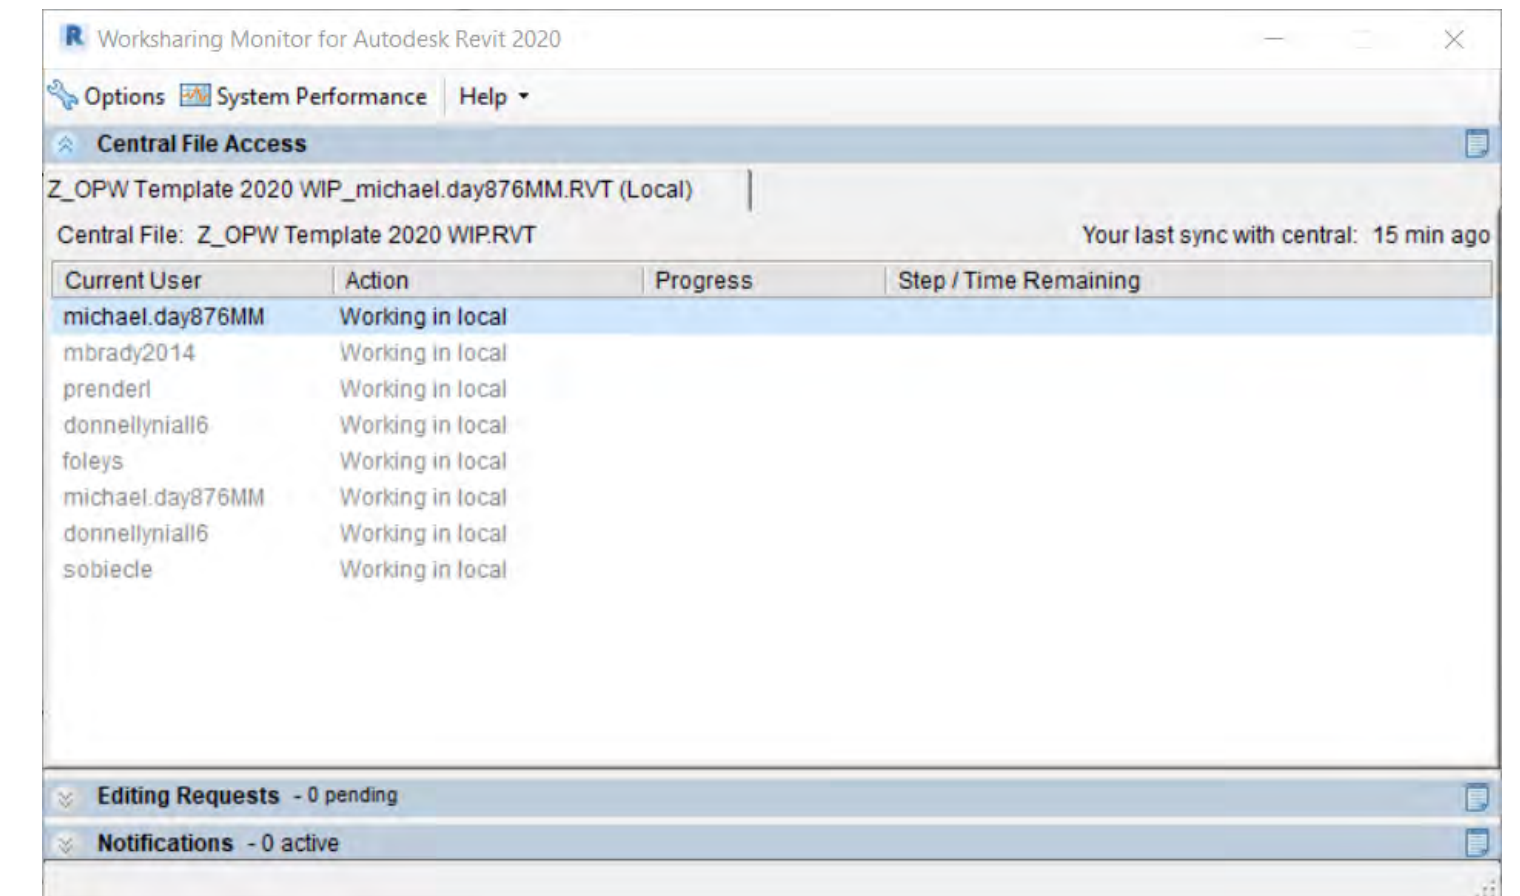 R Worksharing Monitor for Autodesk Revit 2020
Options System Performance Help
Central File Access
Z_OPW Template 2020 WIP_michael.day876MM.RVT (Local)
Central File: Z_OPW Template 2020 WIP.RVT Your last sync with central: 15 min ago
Current User Action Progress Step / Time Remaining
michael.day876MM Working in local
mbrady2014 Working in local
prenderl Working in local
donnellyniall6 Working in local
foleys Working in local
michael.day876MM Working in local
donnellyniall6 Working in local
sobiecle Working in local
Editing Requests - 0 pending
Notifications - 0 active